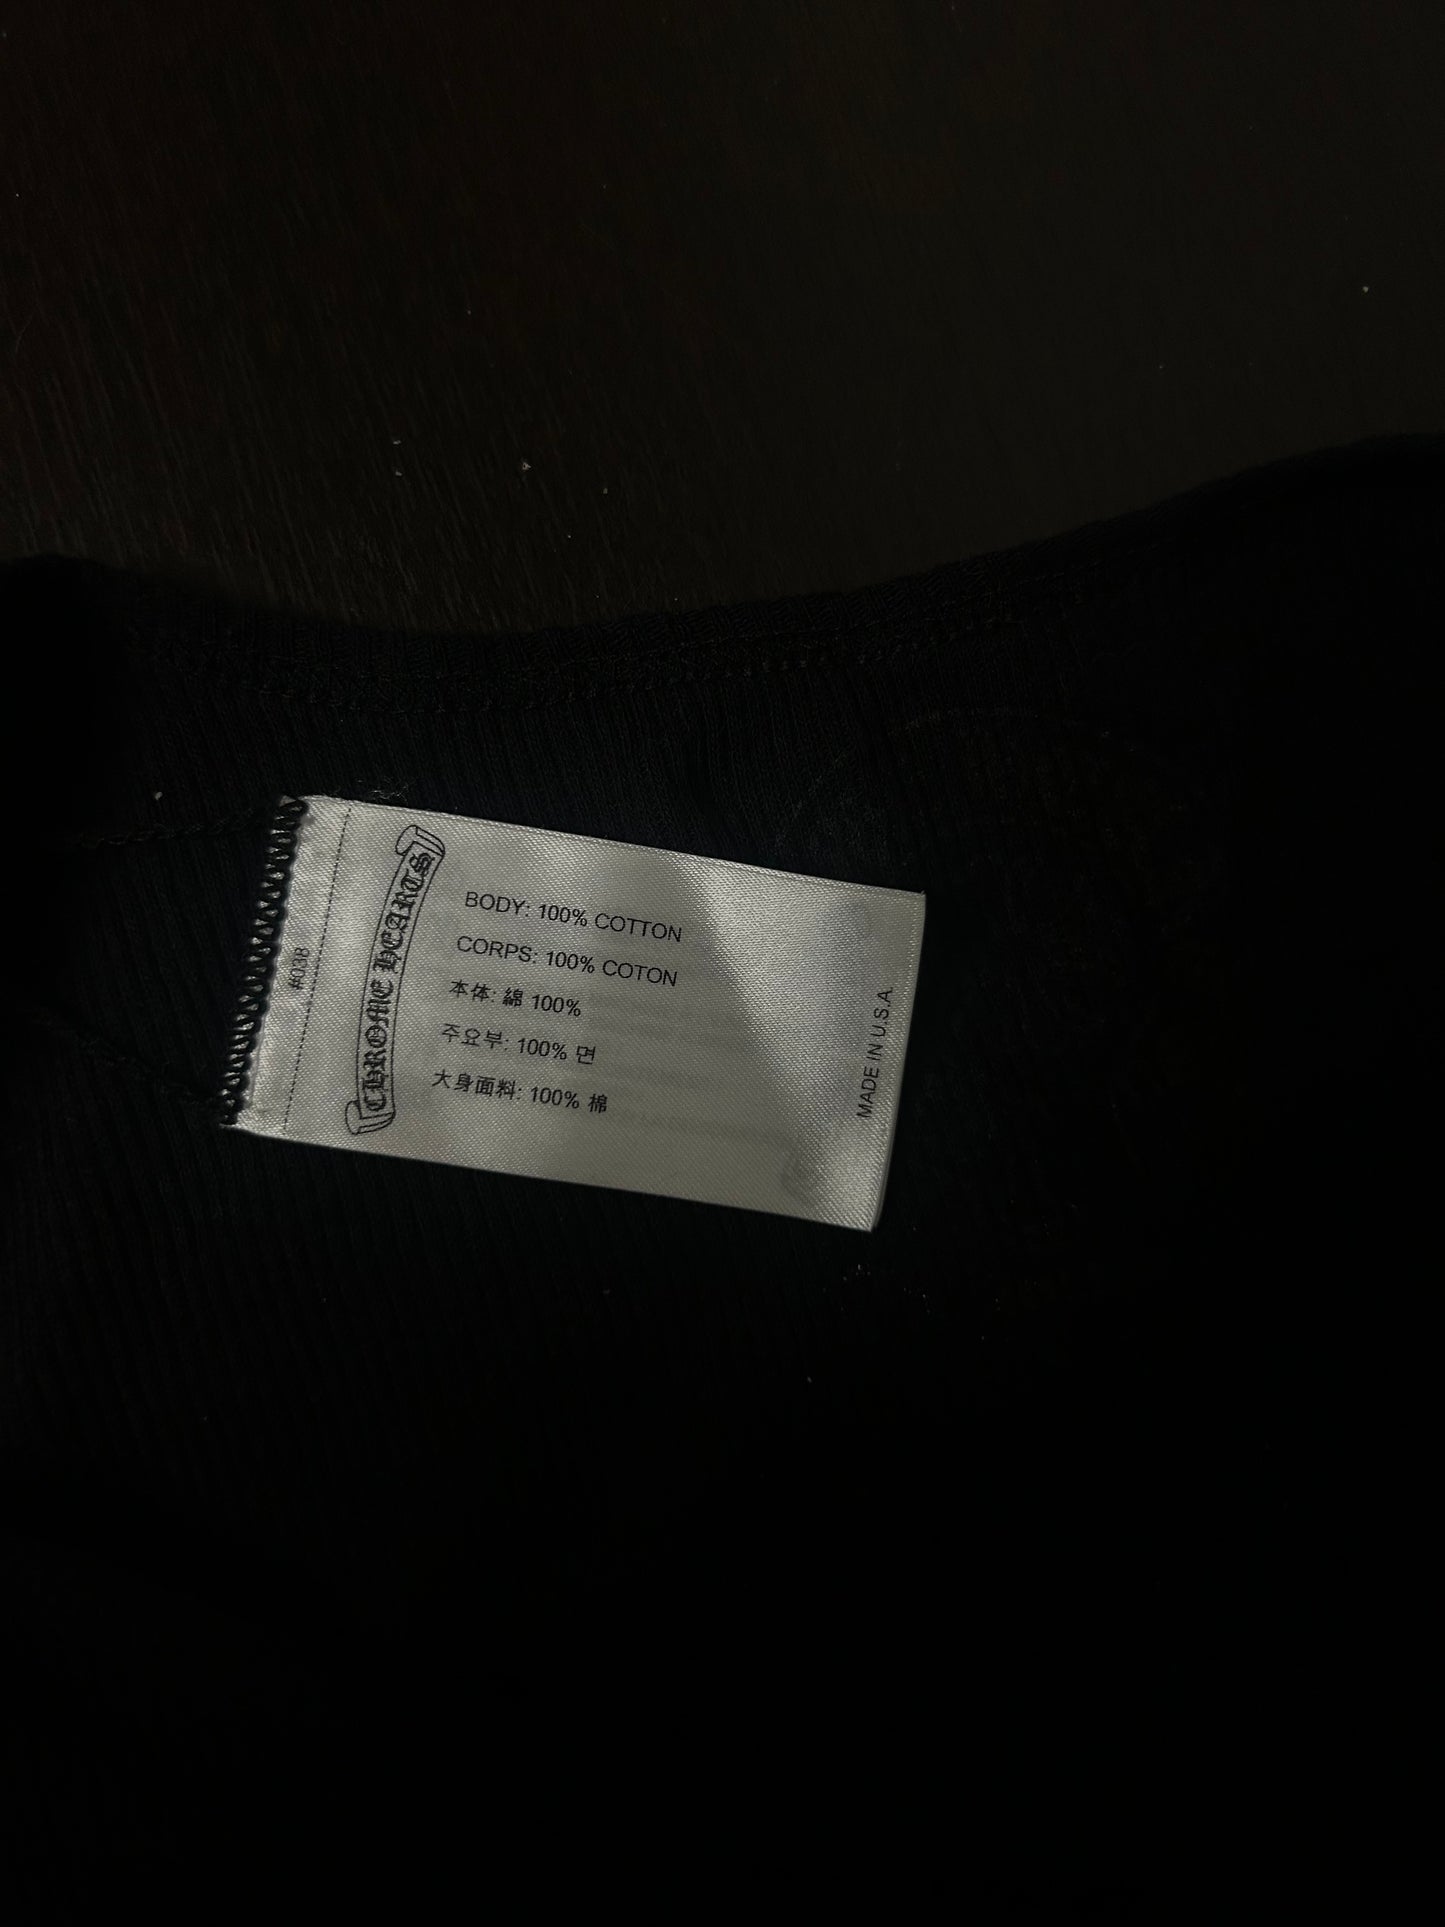 #038
CHROME HEARTS
BODY: 100% COTTON
CORPS: 100% COTON
本体: 綿 100%
주요부: 100% 면
大身面料: 100% 棉
MADE IN U.S.A.